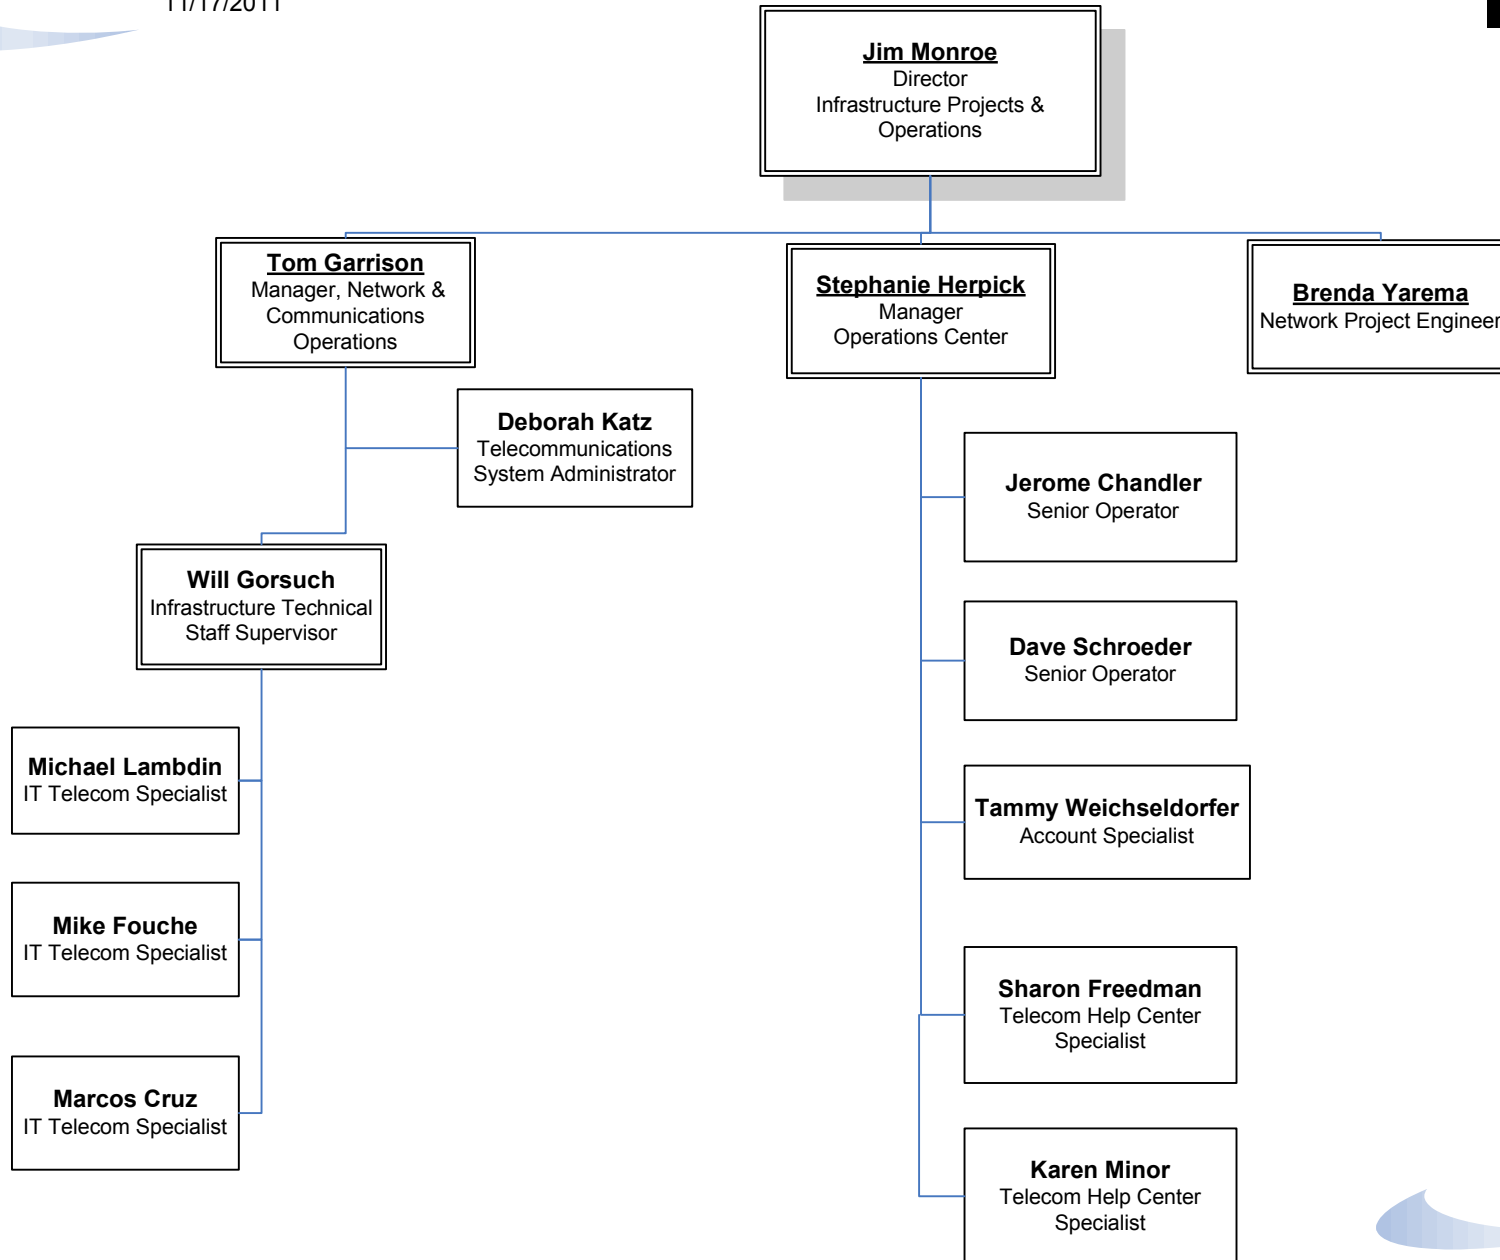 11/17/2011
Jim Monroe
Director
Infrastructure Projects &
Operations
Tom Garrison
Manager, Network &
Communications
Operations
Stephanie Herpick
Manager
Operations Center
Brenda Yarema
Network Project Engineer
Deborah Katz
Telecommunications
System Administrator
Jerome Chandler
Senior Operator
Will Gorsuch
Infrastructure Technical
Staff Supervisor
Dave Schroeder
Senior Operator
Michael Lambdin
IT Telecom Specialist
Tammy Weichseldorfer
Account Specialist
Mike Fouche
IT Telecom Specialist
Sharon Freedman
Telecom Help Center
Specialist
Marcos Cruz
IT Telecom Specialist
Karen Minor
Telecom Help Center
Specialist